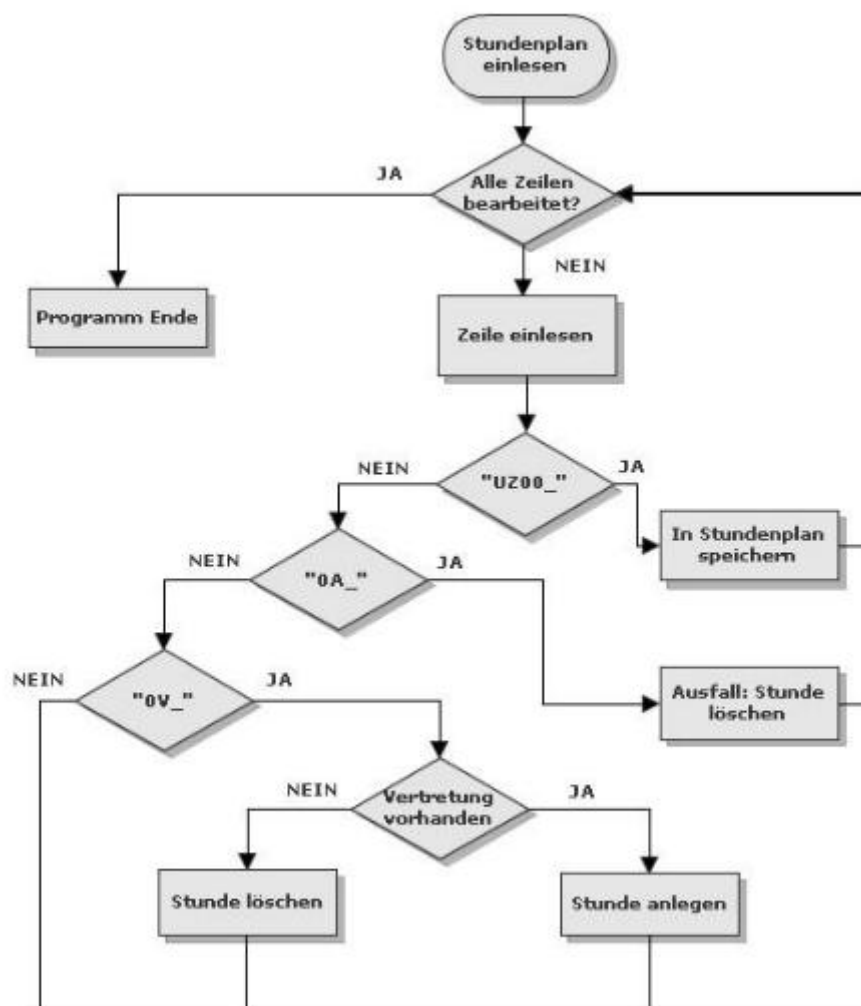 Stundenplan
einlesen
JA
Alle Zeilen
bearbeitet?
NEIN
Programm Ende
Zeile einlesen
NEIN
"UZ00_"
JA
In Stundenplan
speichern
NEIN
"0A_"
JA
NEIN
"0V_"
JA
Ausfall: Stunde
löschen
NEIN
Vertretung
vorhanden
JA
Stunde löschen
Stunde anlegen